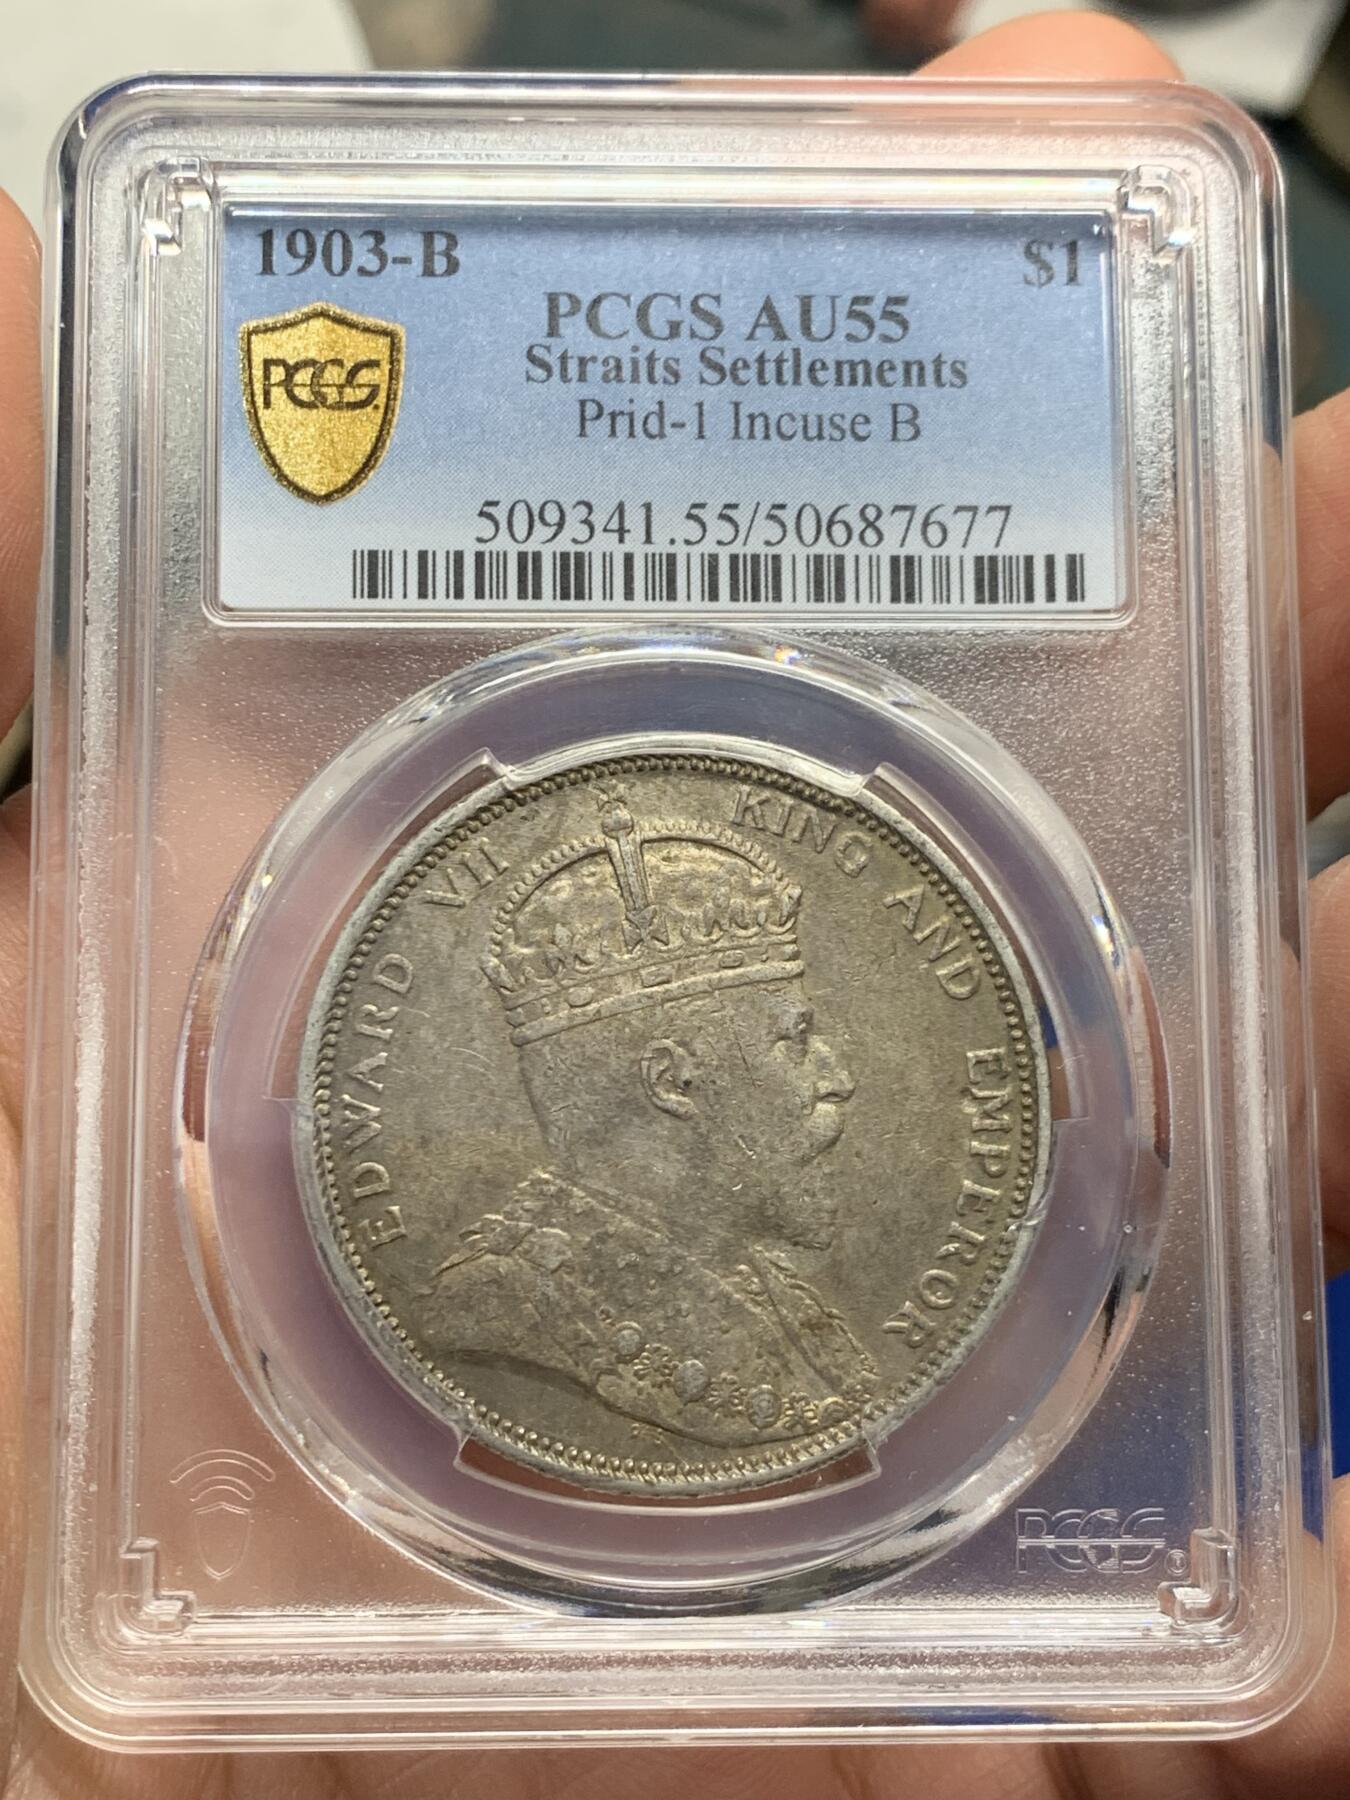 1903-B $1
PCGS AU55
Straits Settlements
PCGS
Prid-1 Incuse B
509341.55/50687677
EDWARD VII KING AND EMPEROR
PCGS